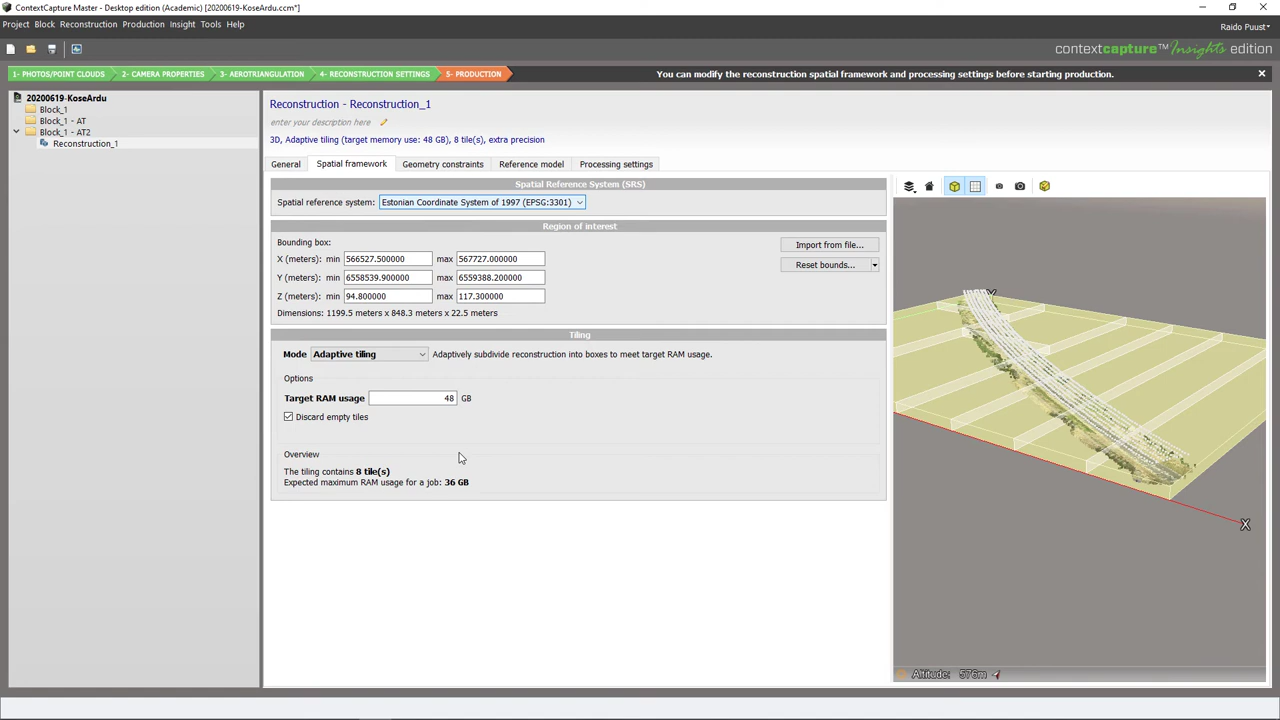 ContextCapture Master - Desktop edition (Academic) [20200619-KoseArdu.ccm*]
Project Block Reconstruction Production Insight Tools Help
Raido Puust
contextcapture™ Insights edition
1- PHOTOS/POINT CLOUDS 2- CAMERA PROPERTIES 3- AEROTRIANGULATION 4- RECONSTRUCTION SETTINGS 5- PRODUCTION
You can modify the reconstruction spatial framework and processing settings before starting production.
20200619-KoseArdu
Block_1
Block_1 - AT
Block_1 - AT2
Reconstruction_1
Reconstruction - Reconstruction_1
enter your description here
3D, Adaptive tiling (target memory use: 48 GB), 8 tile(s), extra precision
General Spatial framework Geometry constraints Reference model Processing settings
Spatial Reference System (SRS)
Spatial reference system: Estonian Coordinate System of 1997 (EPSG:3301)
Region of interest
Bounding box:
Import from file...
X (meters): min 566527.500000 max 567727.000000
Reset bounds...
Y (meters): min 6558539.900000 max 6559388.200000
Z (meters): min 94.800000 max 117.300000
Dimensions: 1199.5 meters x 848.3 meters x 22.5 meters
Tiling
Mode Adaptive tiling Adaptively subdivide reconstruction into boxes to meet target RAM usage.
Options
Target RAM usage 48 GB
Discard empty tiles
Overview
The tiling contains 8 tile(s)
Expected maximum RAM usage for a job: 36 GB
Y
X
Altitude: 576m